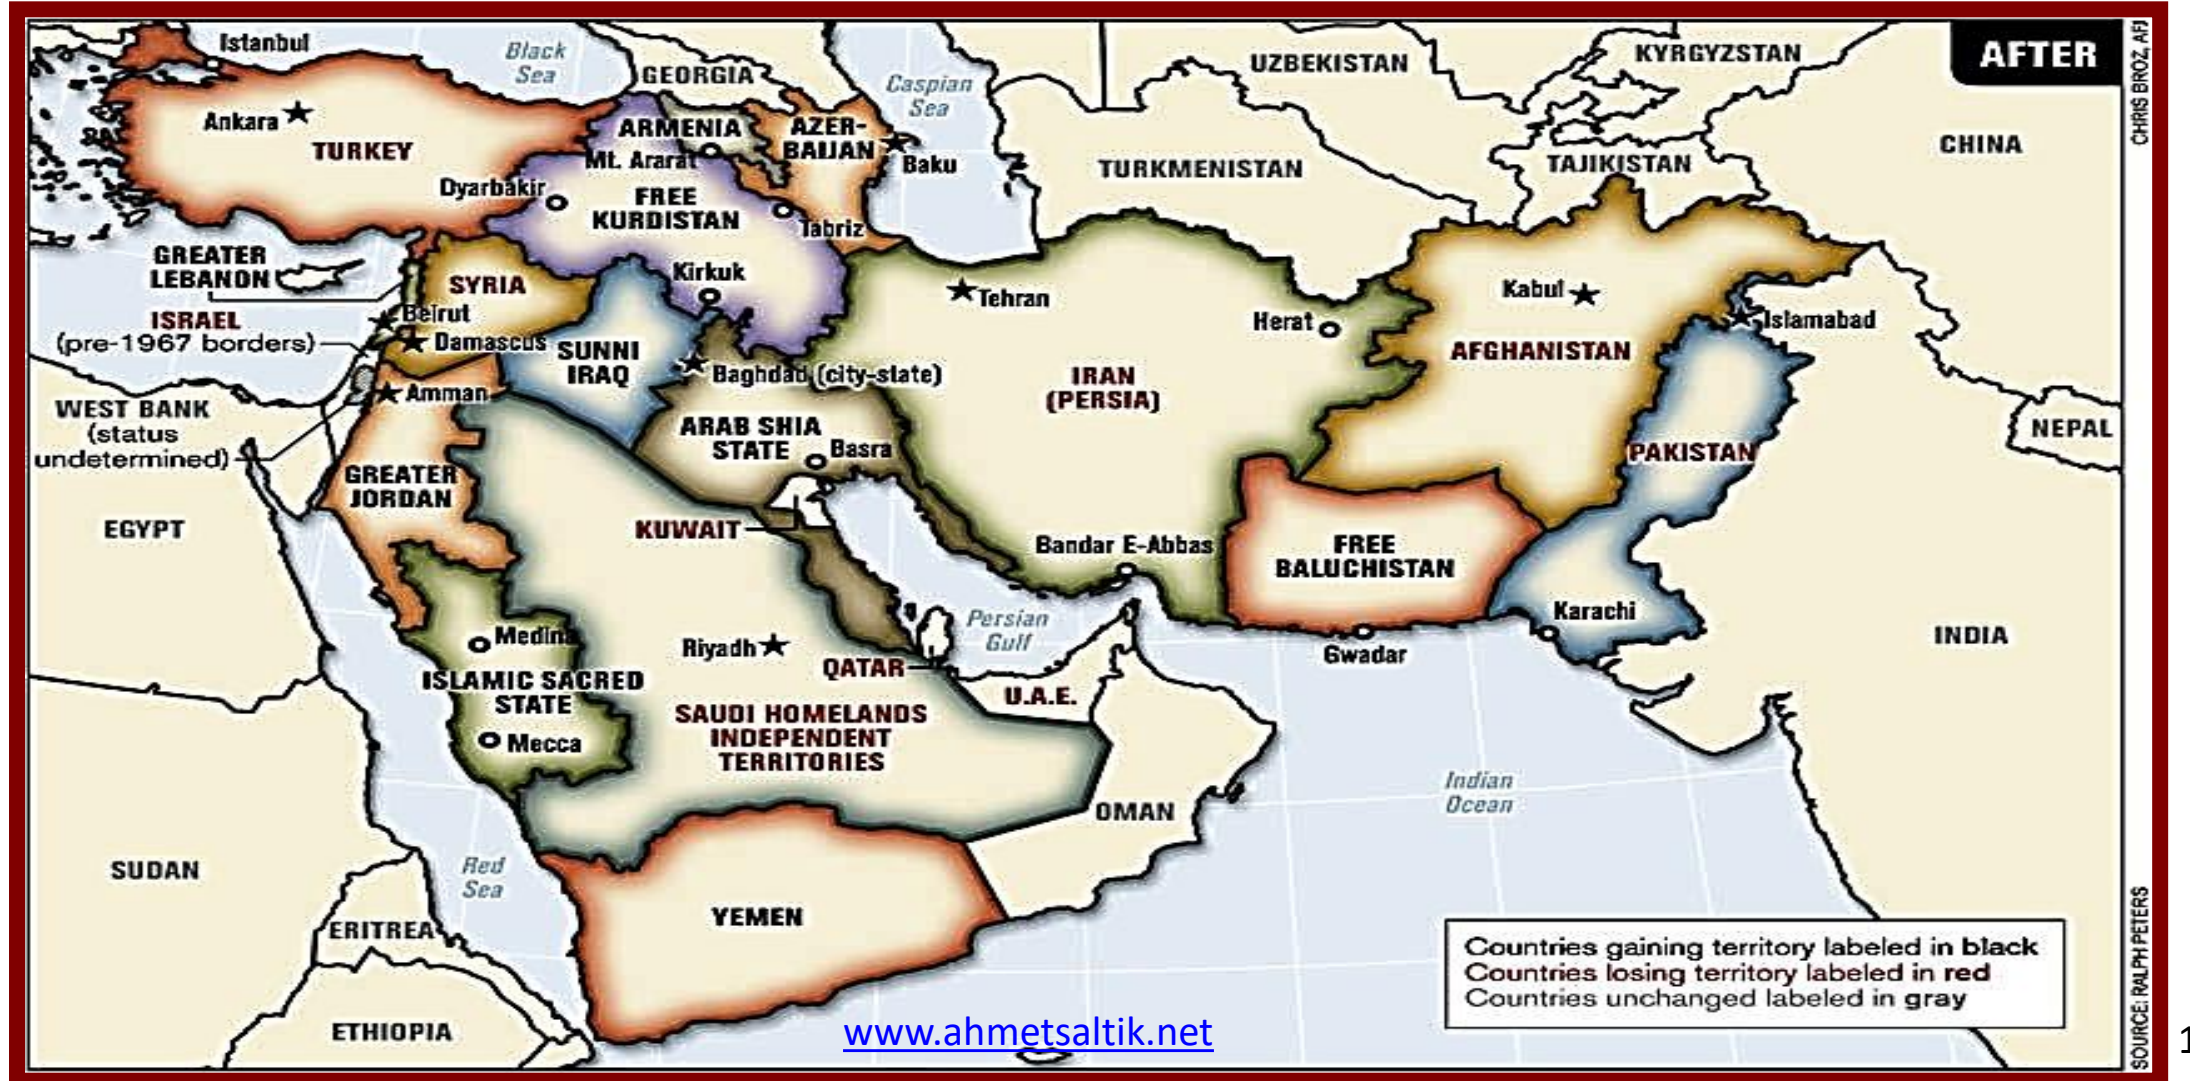 AFTER
CHRIS BROZ, AFJ
Istanbul
Black
Sea
GEORGIA
Caspian
Sea
UZBEKISTAN
KYRGYZSTAN
CHINA
Ankara
TURKEY
ARMENIA
Mt. Ararat
AZER-
BAIJAN
Baku
TURKMENISTAN
TAJIKISTAN
Dyarbakir
FREE
KURDISTAN
Tabriz
GREATER
LEBANON
SYRIA
Kirkuk
Tehran
Herat
Kabul
Islamabad
ISRAEL
(pre-1967 borders)
Beirut
Damascus
SUNNI
IRAQ
Baghdad (city-state)
IRAN
(PERSIA)
AFGHANISTAN
WEST BANK
(status
undetermined)
Amman
GREATER
JORDAN
ARAB SHIA
STATE
Basra
PAKISTAN
NEPAL
EGYPT
KUWAIT
Bandar E-Abbas
FREE
BALUCHISTAN
Persian
Gulf
Karachi
Gwadar
INDIA
Medina
Riyadh
QATAR
ISLAMIC SACRED
STATE
Mecca
U.A.E.
SAUDI HOMELANDS
INDEPENDENT
TERRITORIES
OMAN
Indian
Ocean
SUDAN
Red
Sea
ERITREA
YEMEN
ETHIOPIA
Countries gaining territory labeled in black
Countries losing territory labeled in red
Countries unchanged labeled in gray
SOURCE: RALPH PETERS
www.ahmetsaltik.net
1